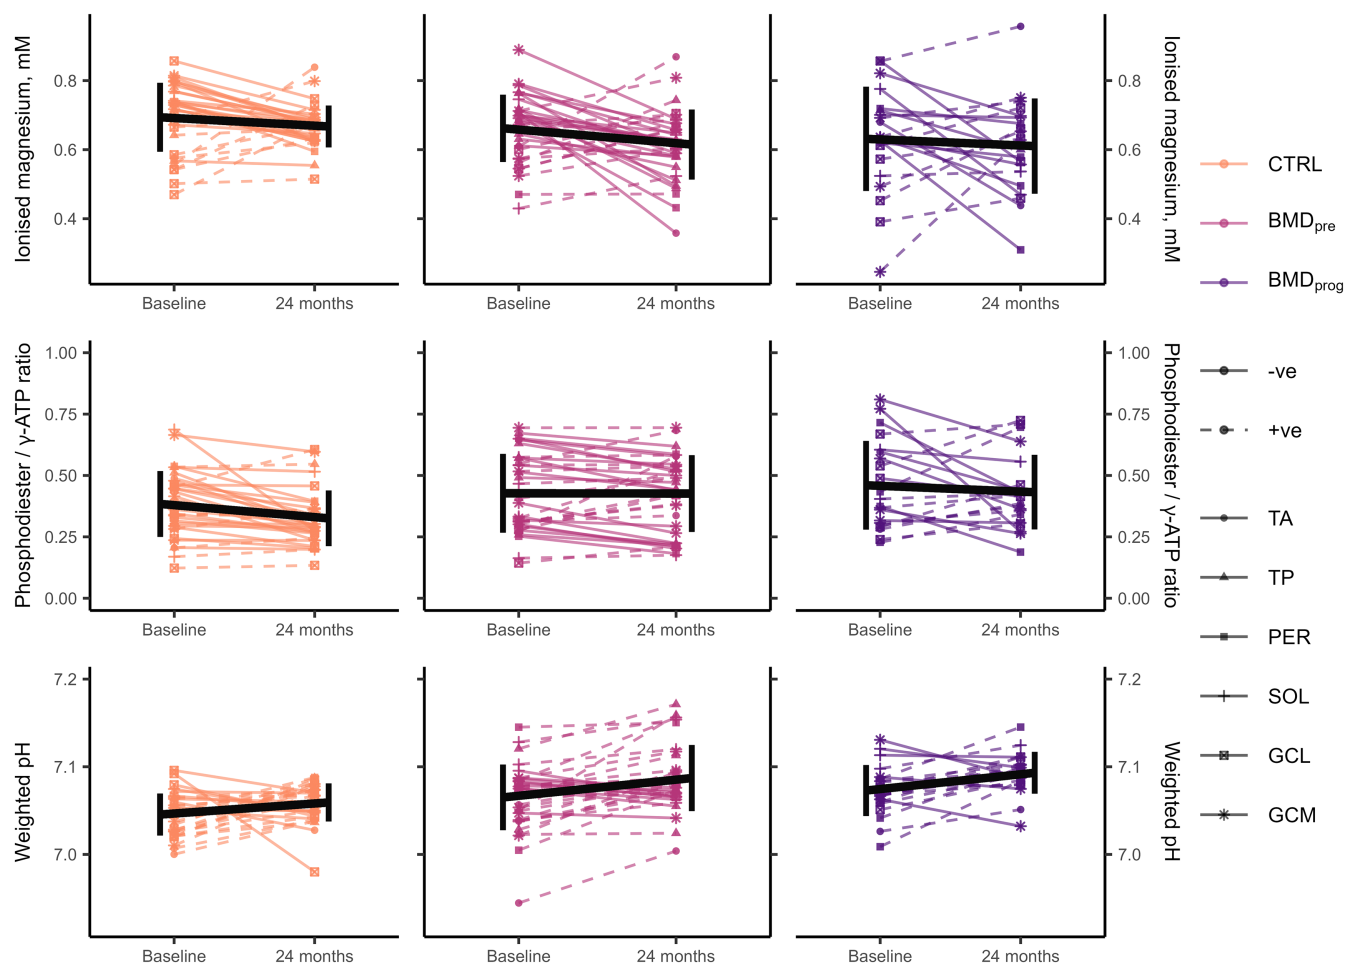 Ionised magnesium, mM
0.8
0.6
0.4
Baseline
24 months
Baseline
24 months
Baseline
24 months
0.8
0.6
0.4
Ionised magnesium, mM
Phosphodiester / γ-ATP ratio
1.00
0.75
0.50
0.25
0.00
Baseline
24 months
Baseline
24 months
Baseline
24 months
1.00
0.75
0.50
0.25
0.00
Phosphodiester / γ-ATP ratio
Weighted pH
7.2
7.1
7.0
Baseline
24 months
Baseline
24 months
Baseline
24 months
7.2
7.1
7.0
Weighted pH
CTRL
BMDpre
BMDprog
-ve
+ve
TA
TP
PER
SOL
GCL
GCM